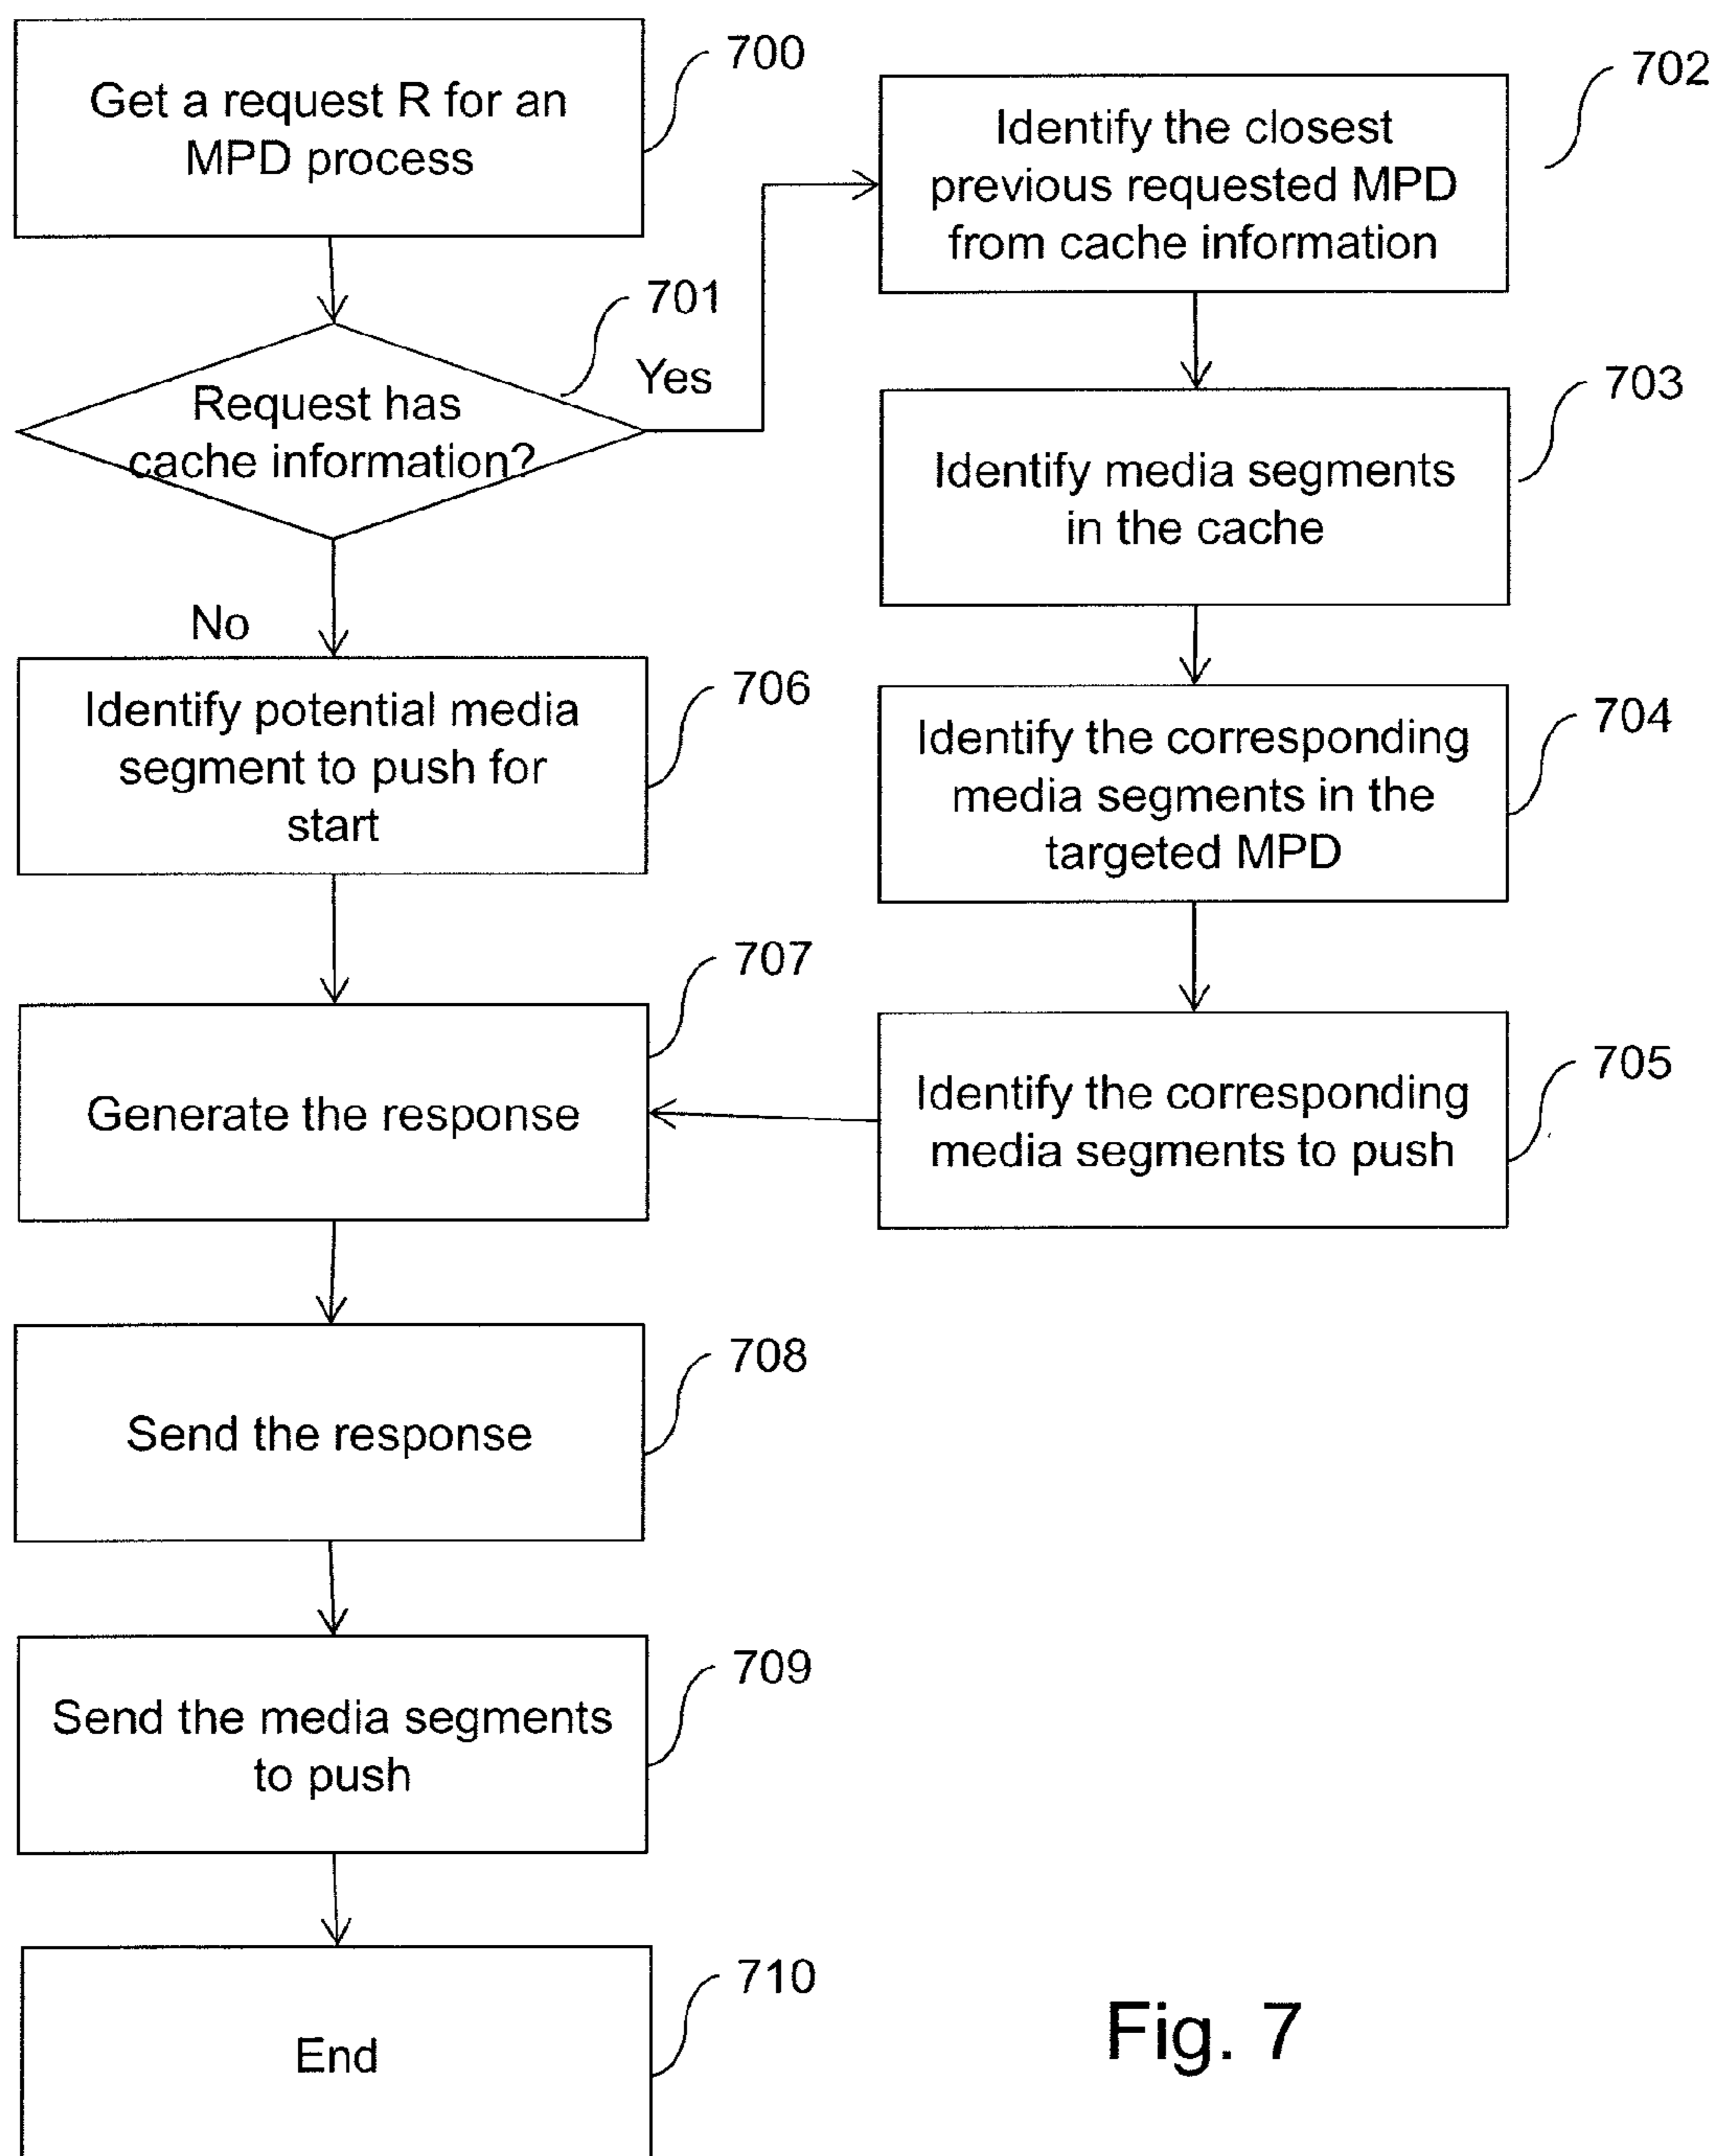 700
Get a request R for an
MPD process
701
Request has
cache information?
Yes
No
702
Identify the closest
previous requested MPD
from cache information
703
Identify media segments
in the cache
704
Identify the corresponding
media segments in the
targeted MPD
705
Identify the corresponding
media segments to push
706
Identify potential media
segment to push for
start
707
Generate the response
708
Send the response
709
Send the media segments
to push
710
End
Fig. 7